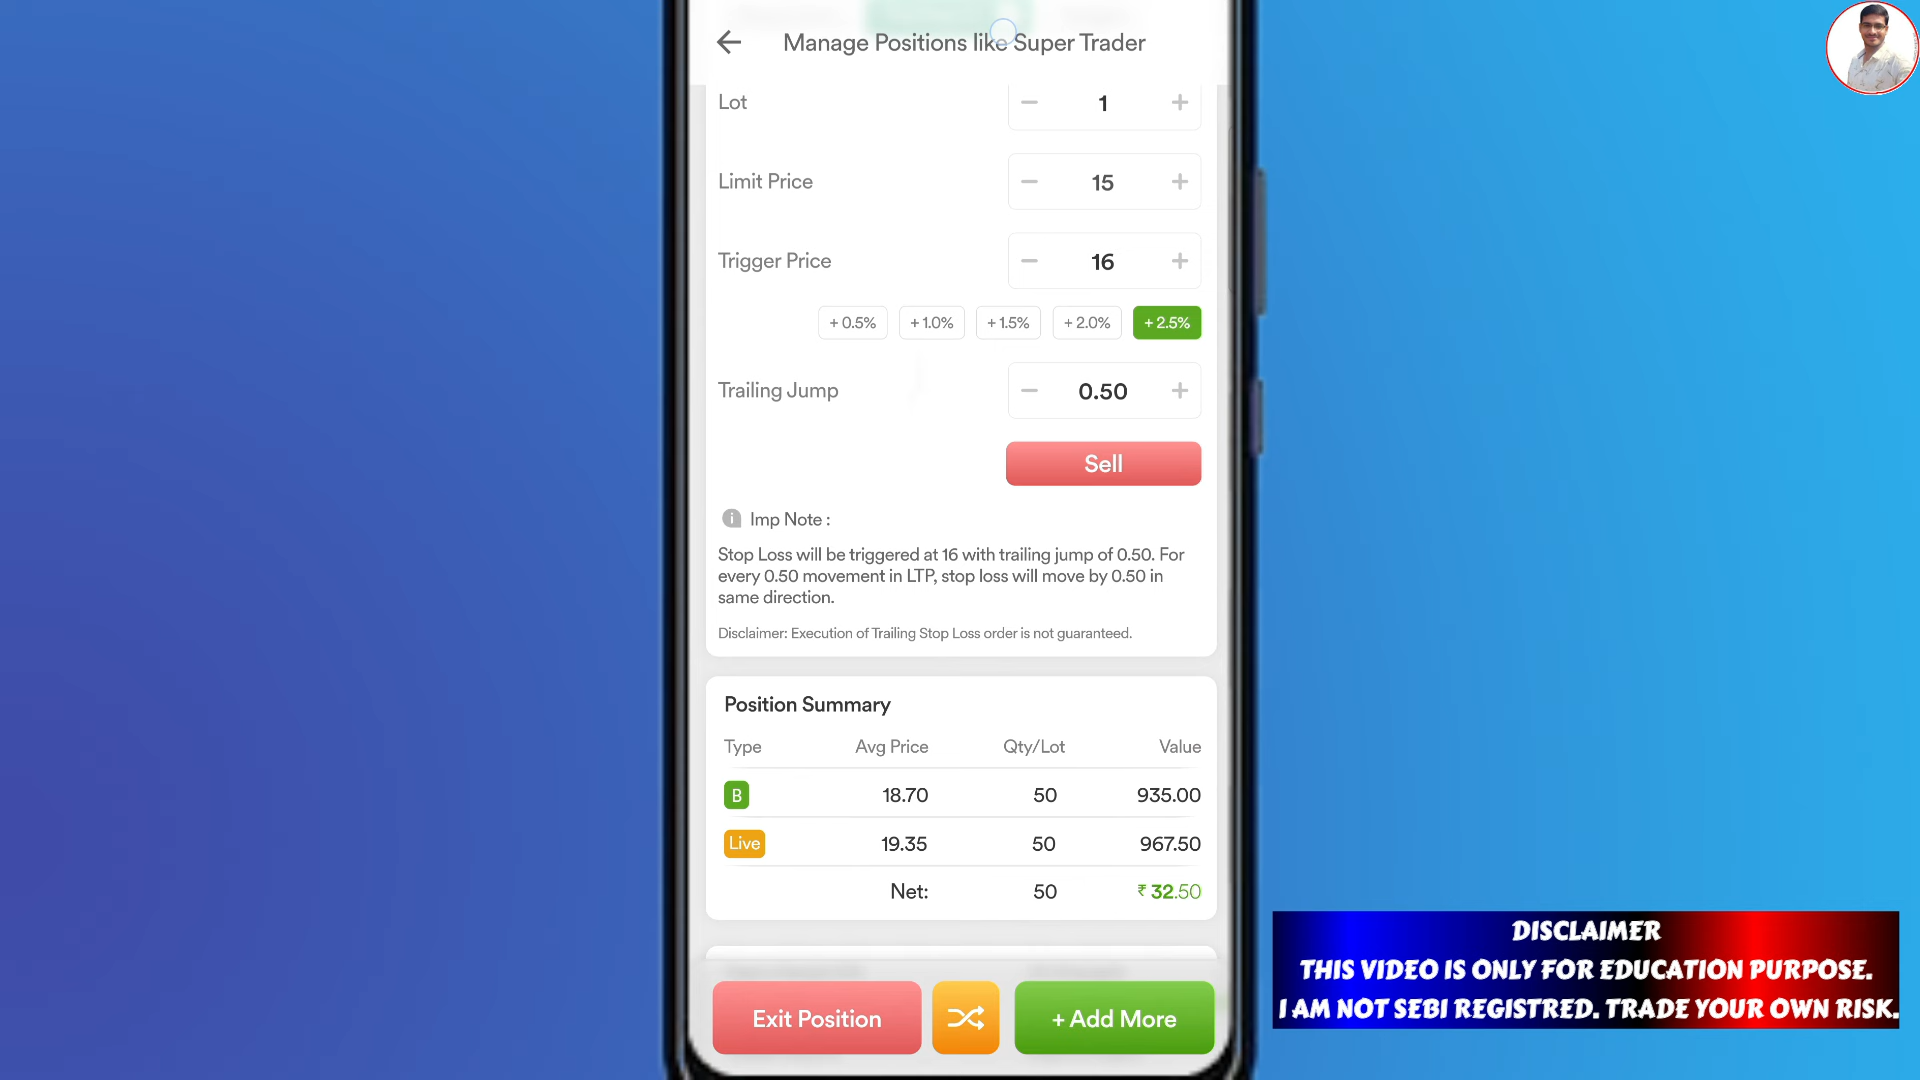 Manage Positions like Super Trader
Lot
1
Limit Price
15
Trigger Price
16
+ 0.5% + 1.0% + 1.5% + 2.0% + 2.5%
Trailing Jump
0.50
Sell
Imp Note :
Stop Loss will be triggered at 16 with trailing jump of 0.50. For
every 0.50 movement in LTP, stop loss will move by 0.50 in
same direction.
Disclaimer: Execution of Trailing Stop Loss order is not guaranteed.
Position Summary
Type Avg Price Qty/Lot Value
B 18.70 50 935.00
Live 19.35 50 967.50
Net: 50 ₹ 32.50
Exit Position + Add More
DISCLAIMER
THIS VIDEO IS ONLY FOR EDUCATION PURPOSE.
I AM NOT SEBI REGISTRED. TRADE YOUR OWN RISK.